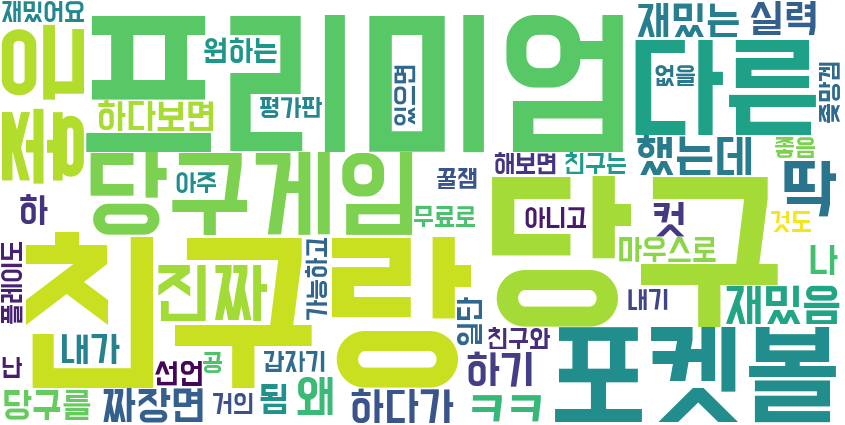 재밌어요
원하는
재밌는
실력
좋은
프리미엄
다른
없을
좆망겜
하다보면
평가판
있으면
당구게임
아주
꿀잼
해보면
친구는
했는데
좋음
딱
하
무료로
아니고
컷
것도
당구
마우스로
나
플레이도
친구랑
진짜
가능하고
내기
재밌음
일단
친구와
내가
난
선언
공
갑자기
하기
포켓볼
당구를
짜장면
거의
됨
왜
하다가
ㅋㅋ